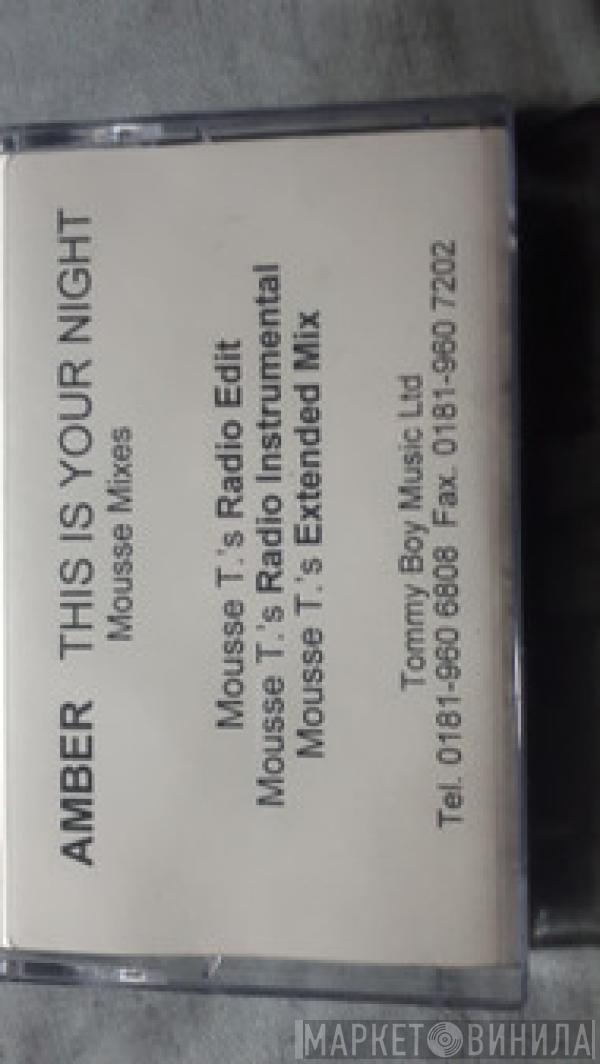 AMBER THIS IS YOUR NIGHT
Mousse Mixes
Mousse T.'s Radio Edit
Mousse T.'s Radio Instrumental
Mousse T.'s Extended Mix
Tommy Boy Music Ltd
Tel. 0181-960 6808 Fax. 0181-960 7202
МАРКЕТ ВИНИЛА